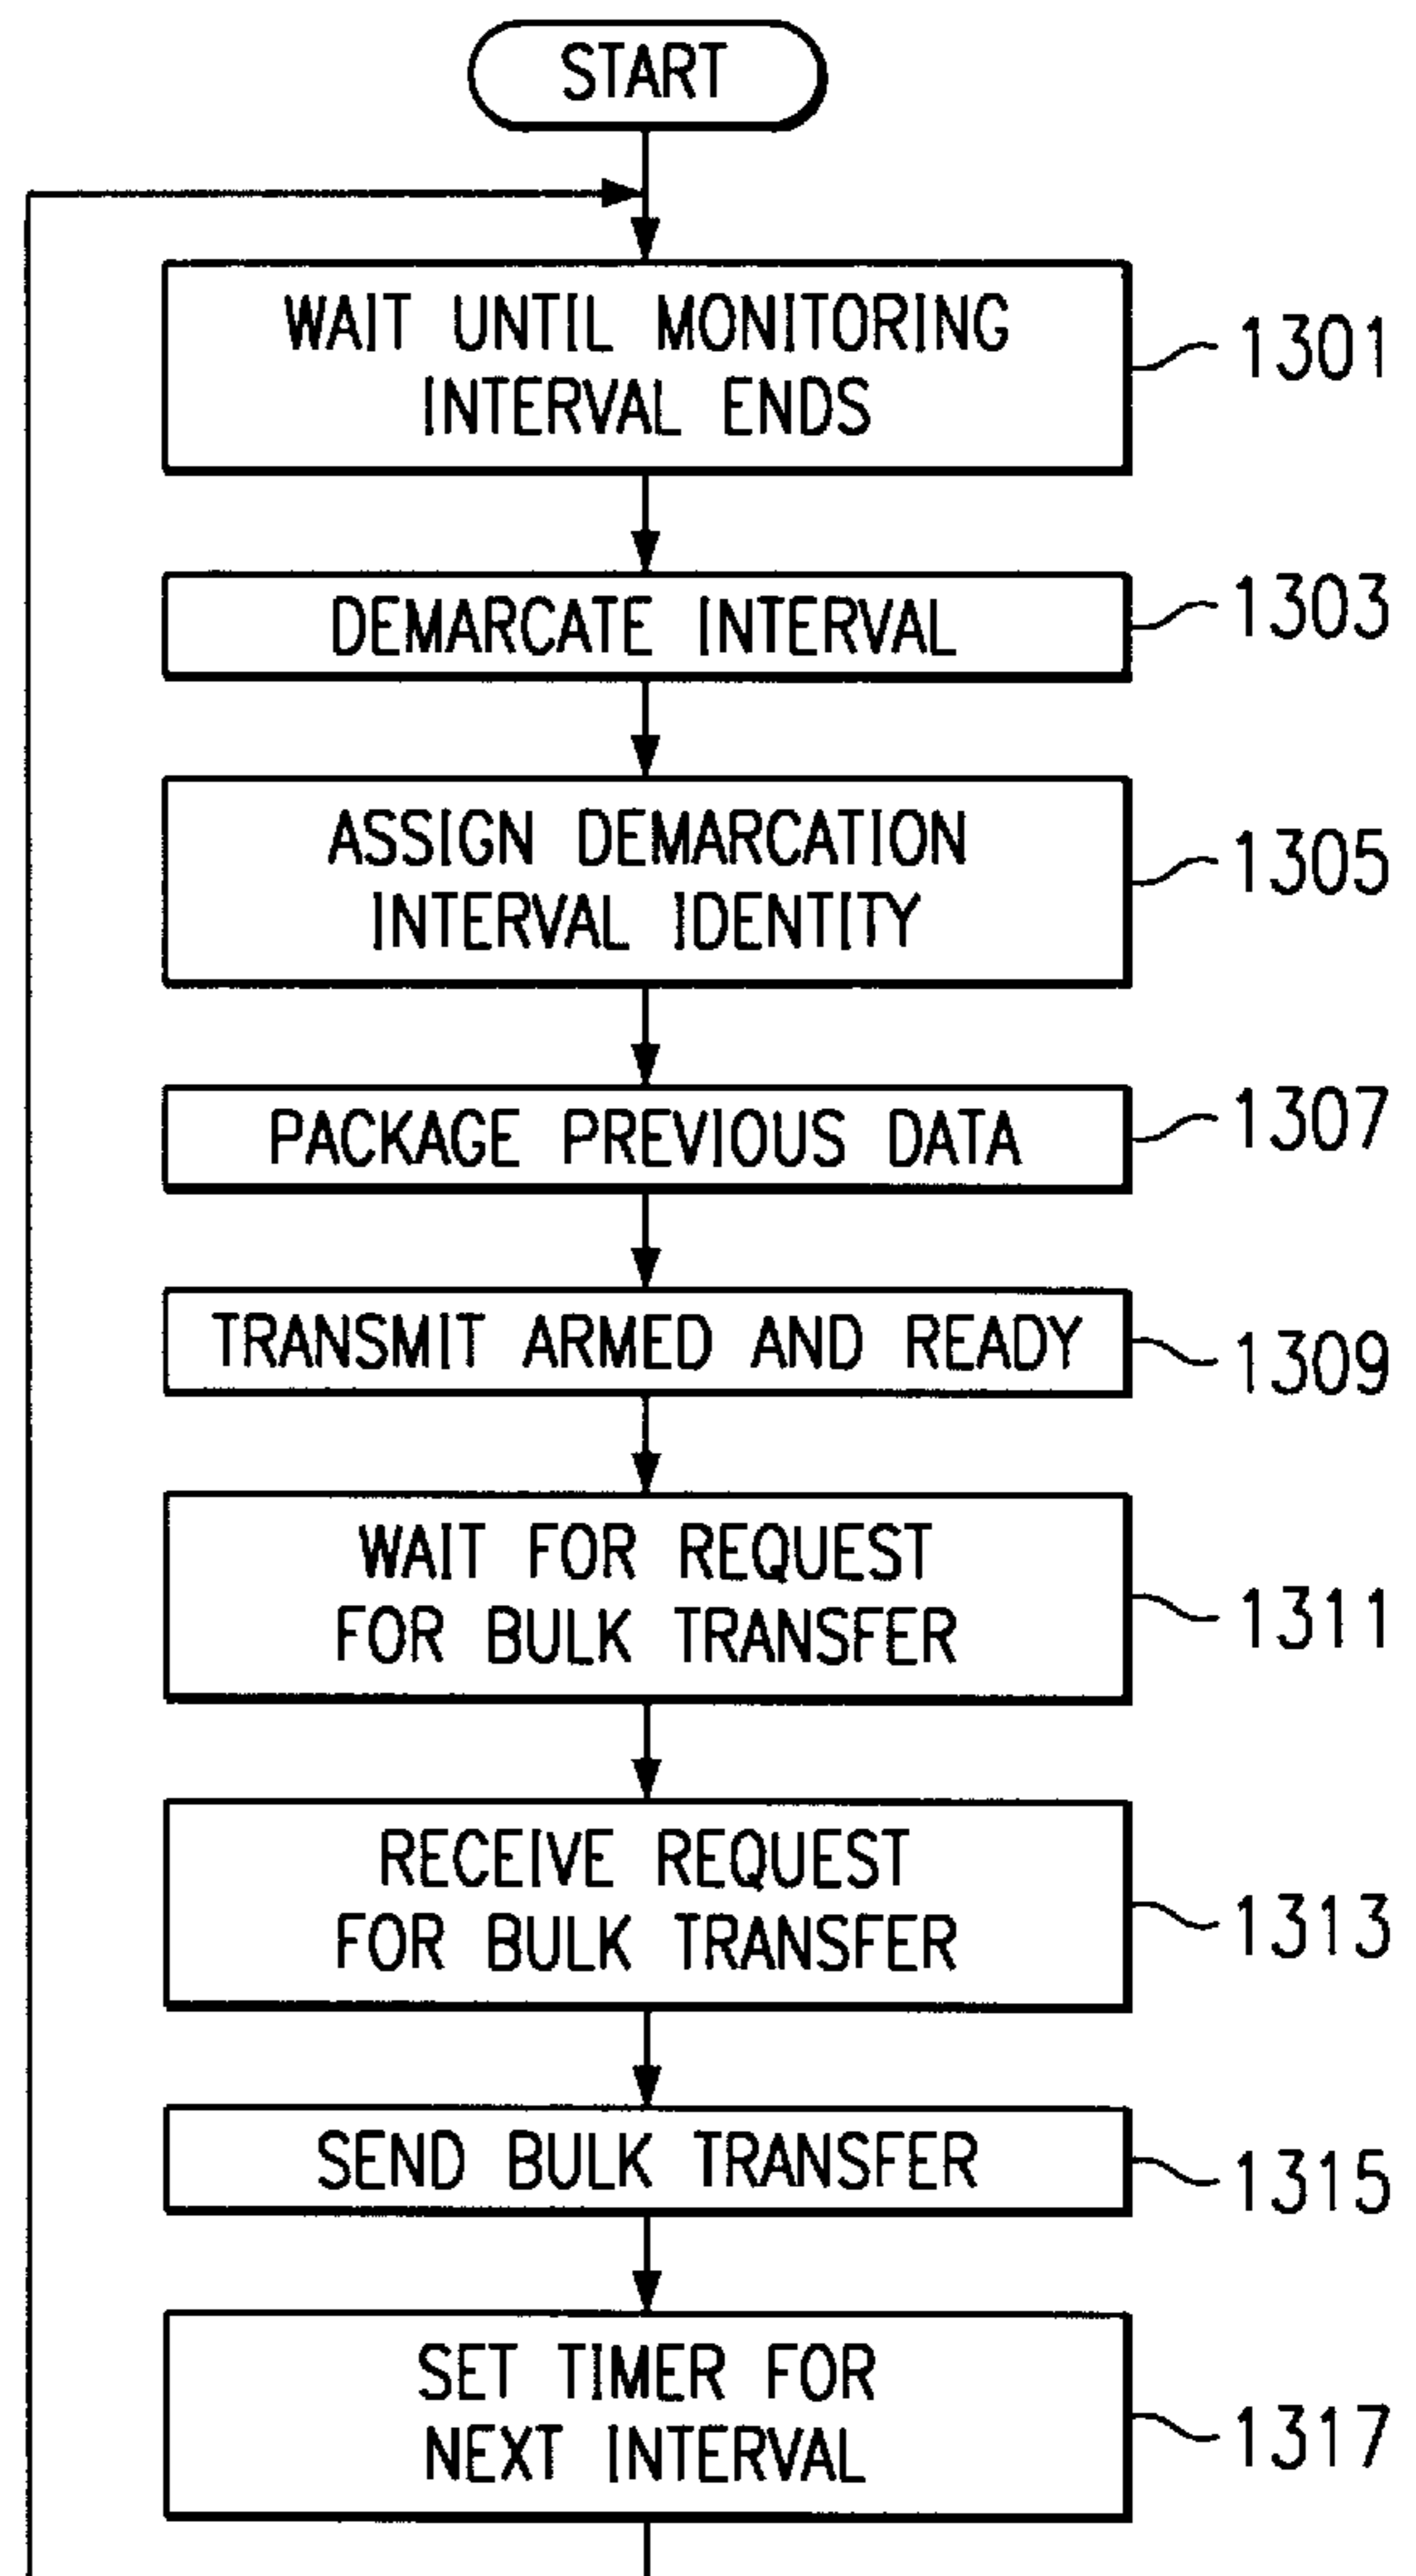 START
WAIT UNTIL MONITORING
INTERVAL ENDS
1301
DEMARCATE INTERVAL
1303
ASSIGN DEMARCATION
INTERVAL IDENTITY
1305
PACKAGE PREVIOUS DATA
1307
TRANSMIT ARMED AND READY
1309
WAIT FOR REQUEST
FOR BULK TRANSFER
1311
RECEIVE REQUEST
FOR BULK TRANSFER
1313
SEND BULK TRANSFER
1315
SET TIMER FOR
NEXT INTERVAL
1317